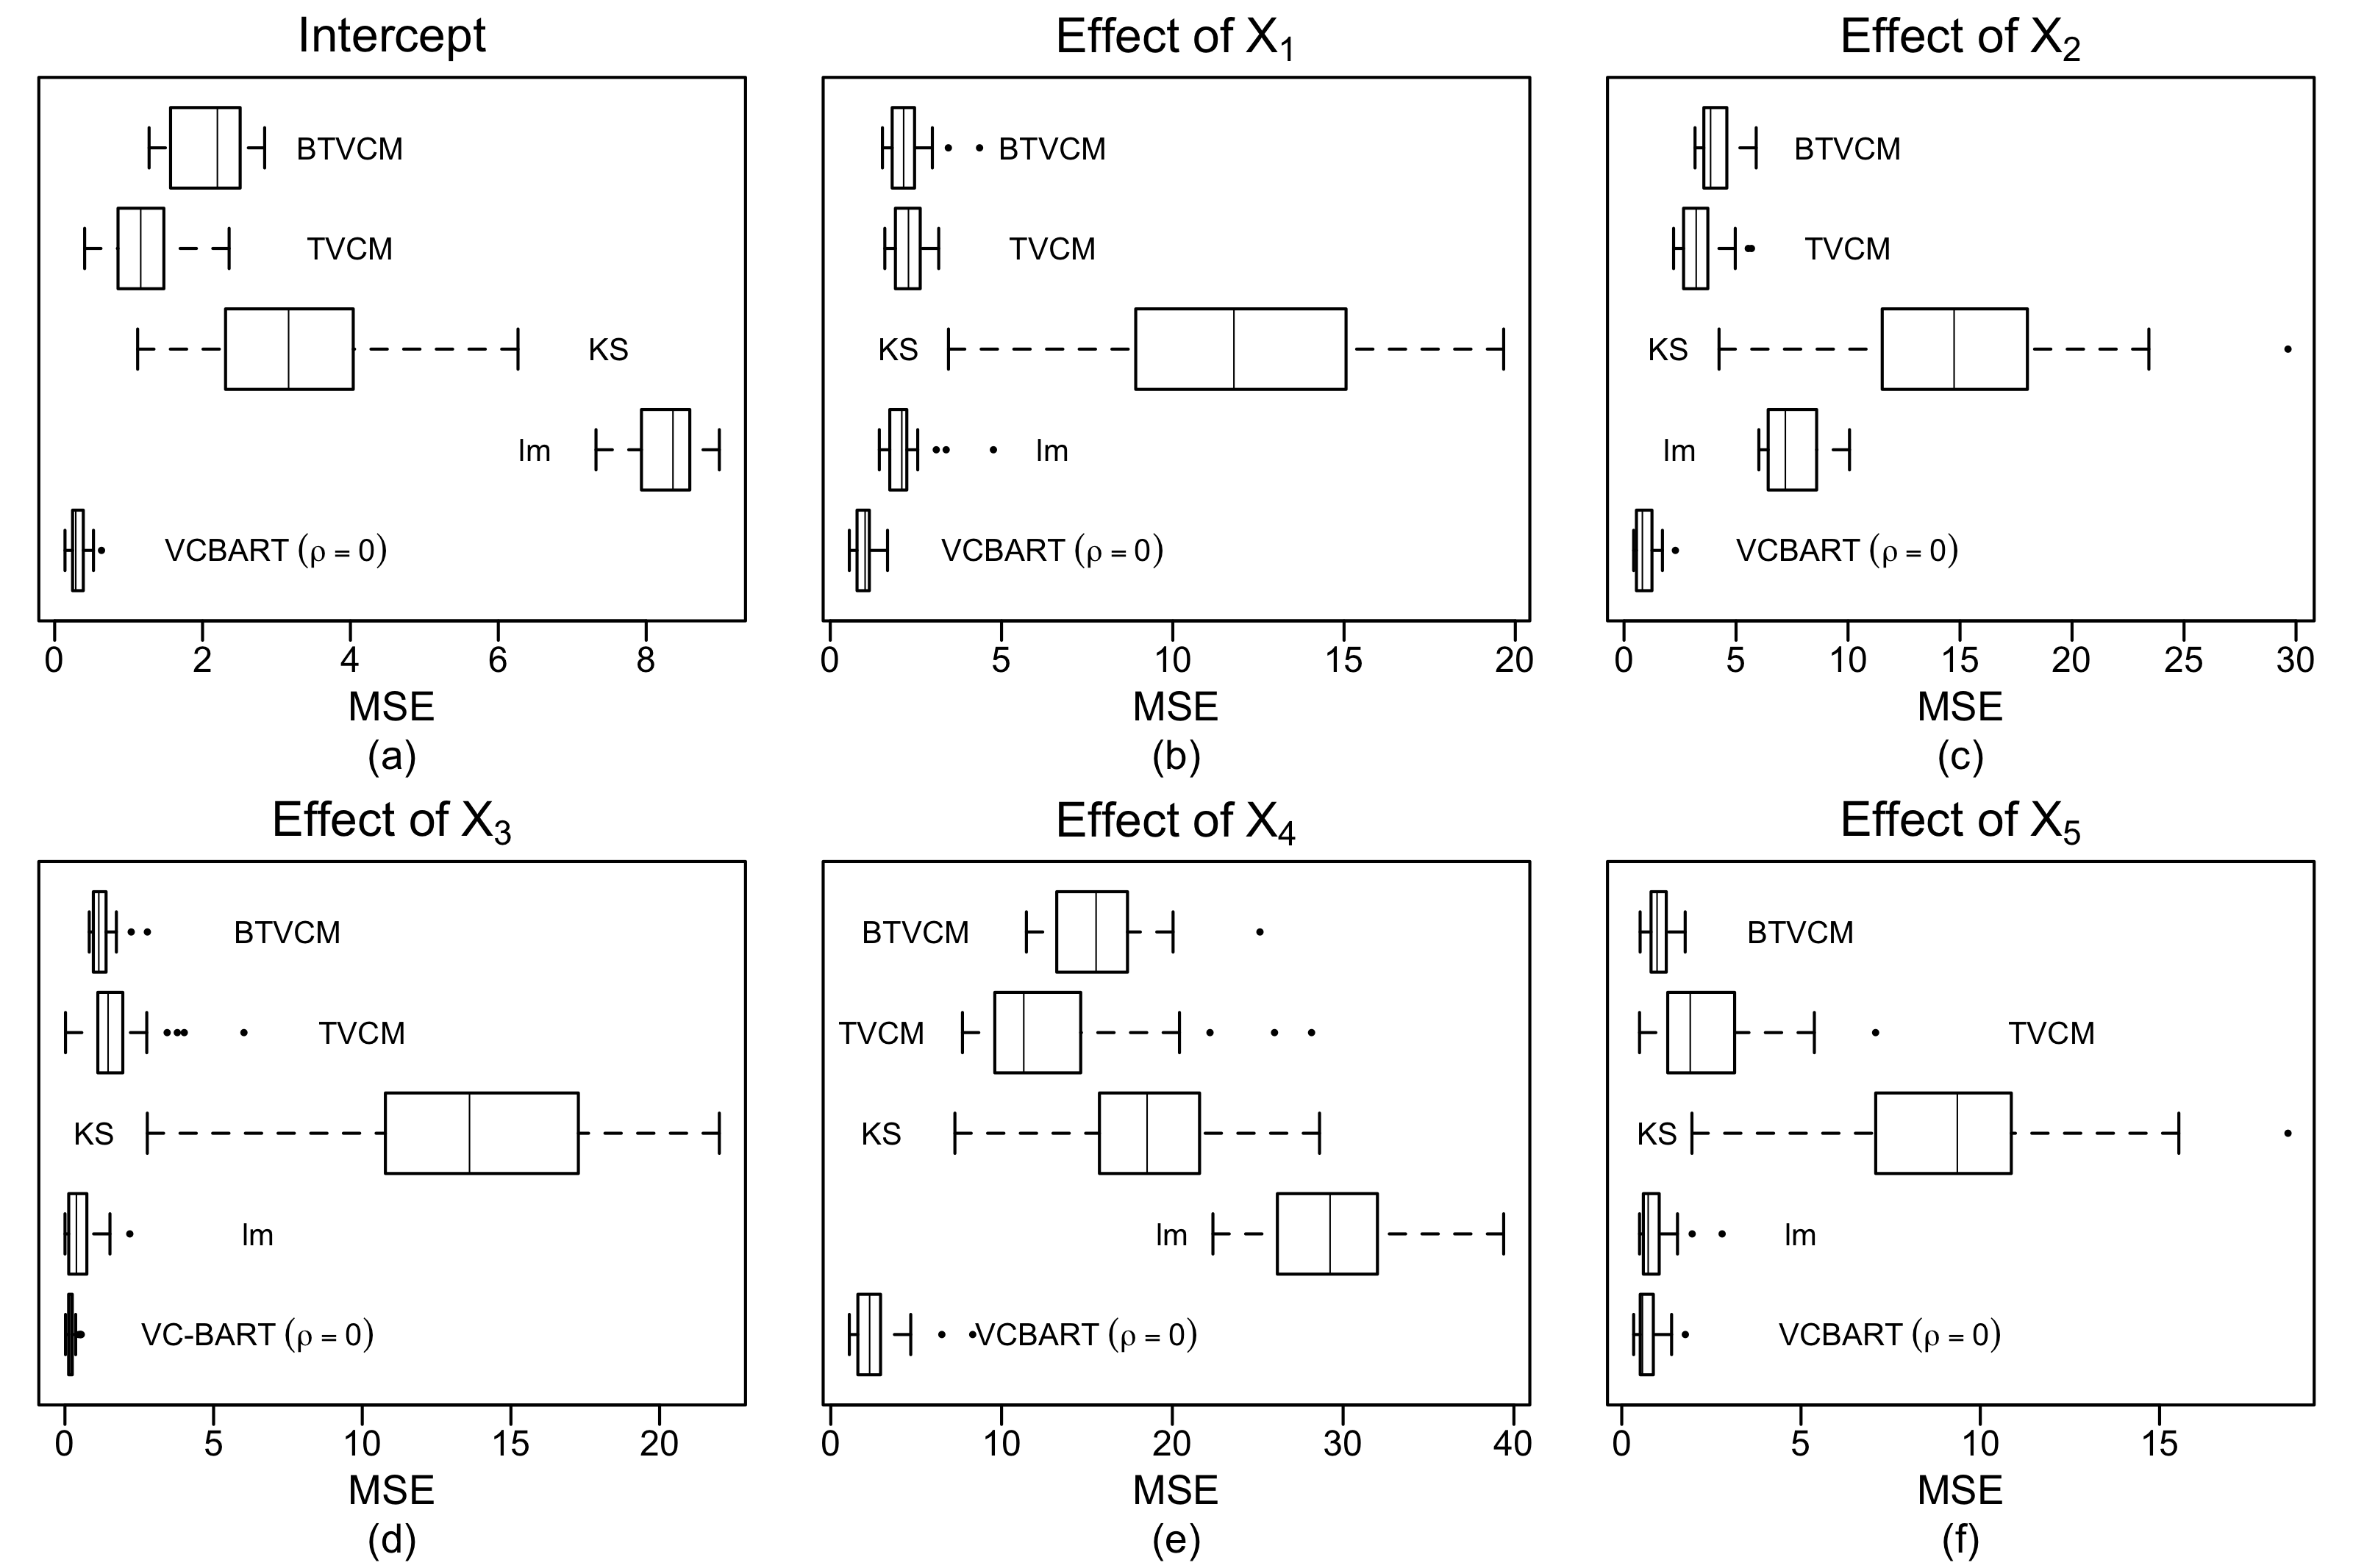 Intercept
BTVCM
TVCM
KS
lm
VCBART (ρ = 0)
0 2 4 6 8
MSE
(a)
Effect of X₁
BTVCM
TVCM
KS
lm
VCBART (ρ = 0)
0 5 10 15 20
MSE
(b)
Effect of X₂
BTVCM
TVCM
KS
lm
VCBART (ρ = 0)
0 5 10 15 20 25 30
MSE
(c)
Effect of X₃
BTVCM
TVCM
KS
lm
VC-BART (ρ = 0)
0 5 10 15 20
MSE
(d)
Effect of X₄
BTVCM
TVCM
KS
lm
VCBART (ρ = 0)
0 10 20 30 40
MSE
(e)
Effect of X₅
BTVCM
TVCM
KS
lm
VCBART (ρ = 0)
0 5 10 15
MSE
(f)